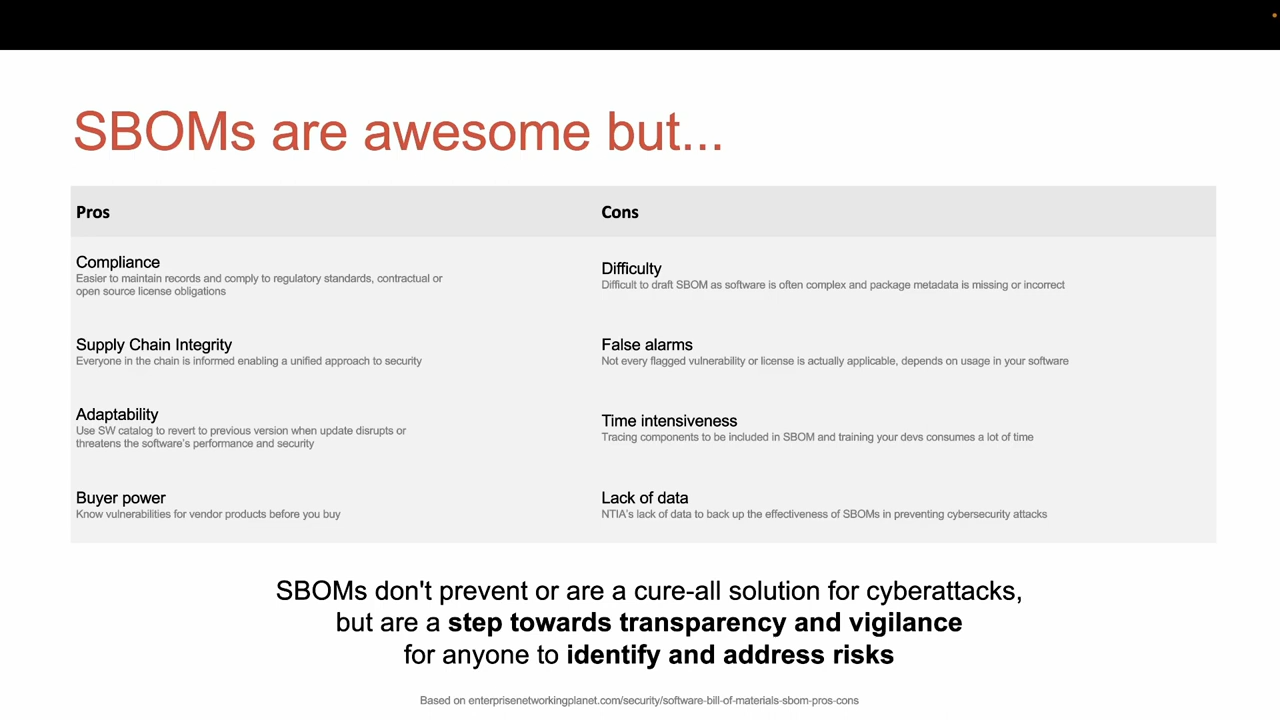 SBOMs are awesome but...
Pros
Cons
Compliance
Easier to maintain records and comply to regulatory standards, contractual or
open source license obligations
Difficulty
Difficult to draft SBOM as software is often complex and package metadata is missing or incorrect
Supply Chain Integrity
Everyone in the chain is informed enabling a unified approach to security
False alarms
Not every flagged vulnerability or license is actually applicable, depends on usage in your software
Adaptability
Use SW catalog to revert to previous version when update disrupts or
threatens the software's performance and security
Time intensiveness
Tracing components to be included in SBOM and training your devs consumes a lot of time
Buyer power
Know vulnerabilities for vendor products before you buy
Lack of data
NTIA's lack of data to back up the effectiveness of SBOMs in preventing cybersecurity attacks
SBOMs don't prevent or are a cure-all solution for cyberattacks,
but are a step towards transparency and vigilance
for anyone to identify and address risks
Based on enterprisenetworkingplanet.com/security/software-bill-of-materials-sbom-pros-cons